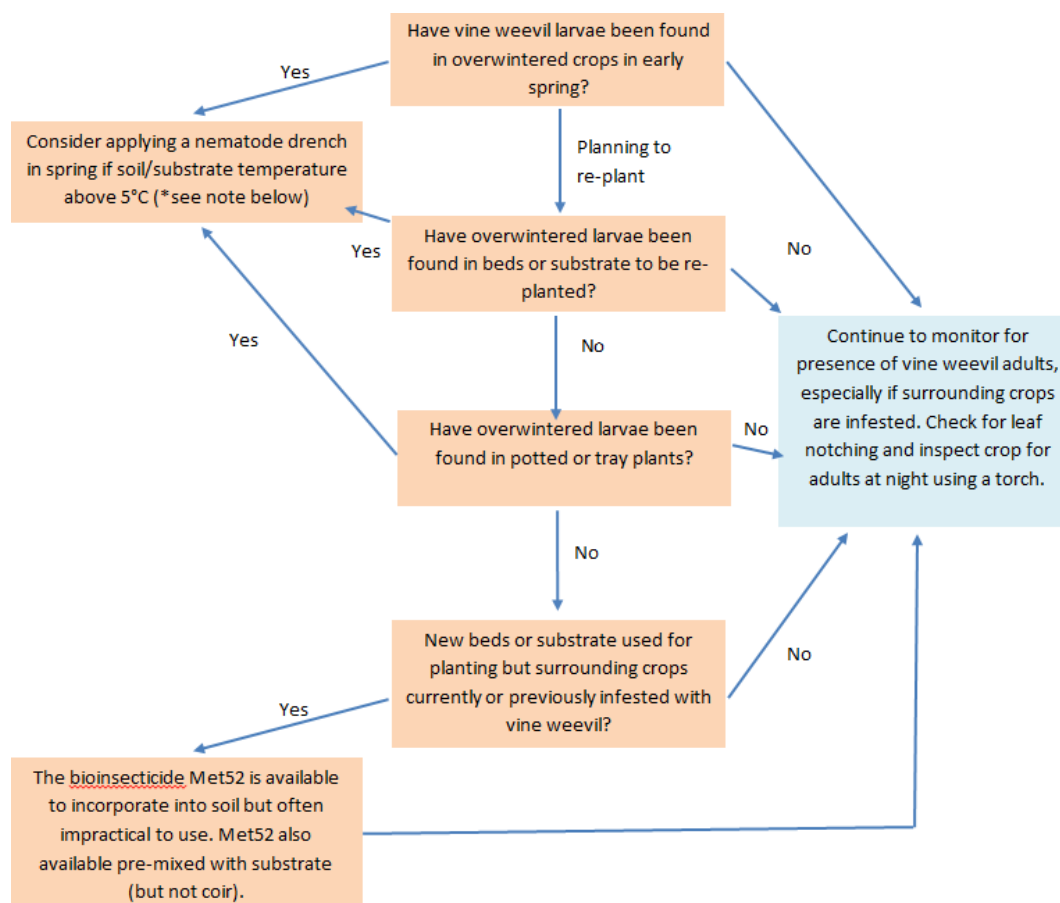 Have vine weevil larvae been found
in overwintered crops in early
spring?
Yes
Consider applying a nematode drench
in spring if soil/substrate temperature
above 5°C (*see note below)
Planning to
re-plant
No
Yes
Have overwintered larvae been
found in beds or substrate to be re-
planted?
Yes
No
Continue to monitor for
presence of vine weevil adults,
especially if surrounding crops
are infested. Check for leaf
notching and inspect crop for
adults at night using a torch.
Have overwintered larvae been
found in potted or tray plants?
No
No
New beds or substrate used for
planting but surrounding crops
currently or previously infested with
vine weevil?
No
Yes
The bioinsecticide Met52 is available
to incorporate into soil but often
impractical to use. Met52 also
available pre-mixed with substrate
(but not coir).